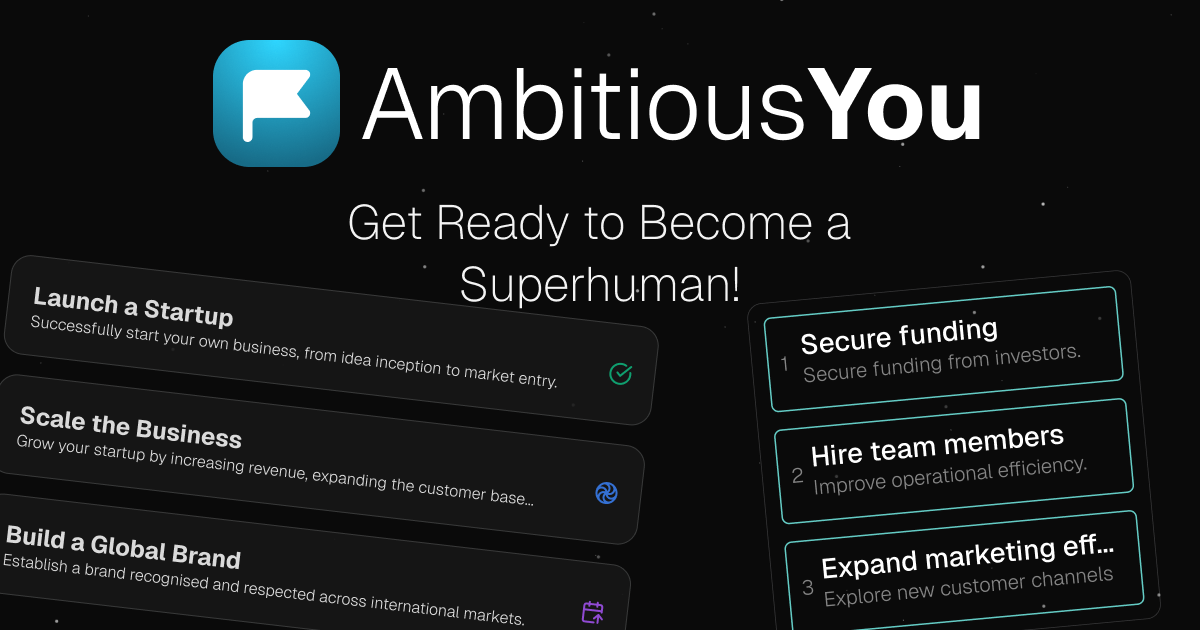 AmbitiousYou
Get Ready to Become a
Superhuman!
Launch a Startup
Successfully start your own business, from idea inception to market entry.
Scale the Business
Grow your startup by increasing revenue, expanding the customer base...
Build a Global Brand
Establish a brand recognised and respected across international markets.
1
Secure funding
Secure funding from investors.
2
Hire team members
Improve operational efficiency.
3
Expand marketing eff...
Explore new customer channels